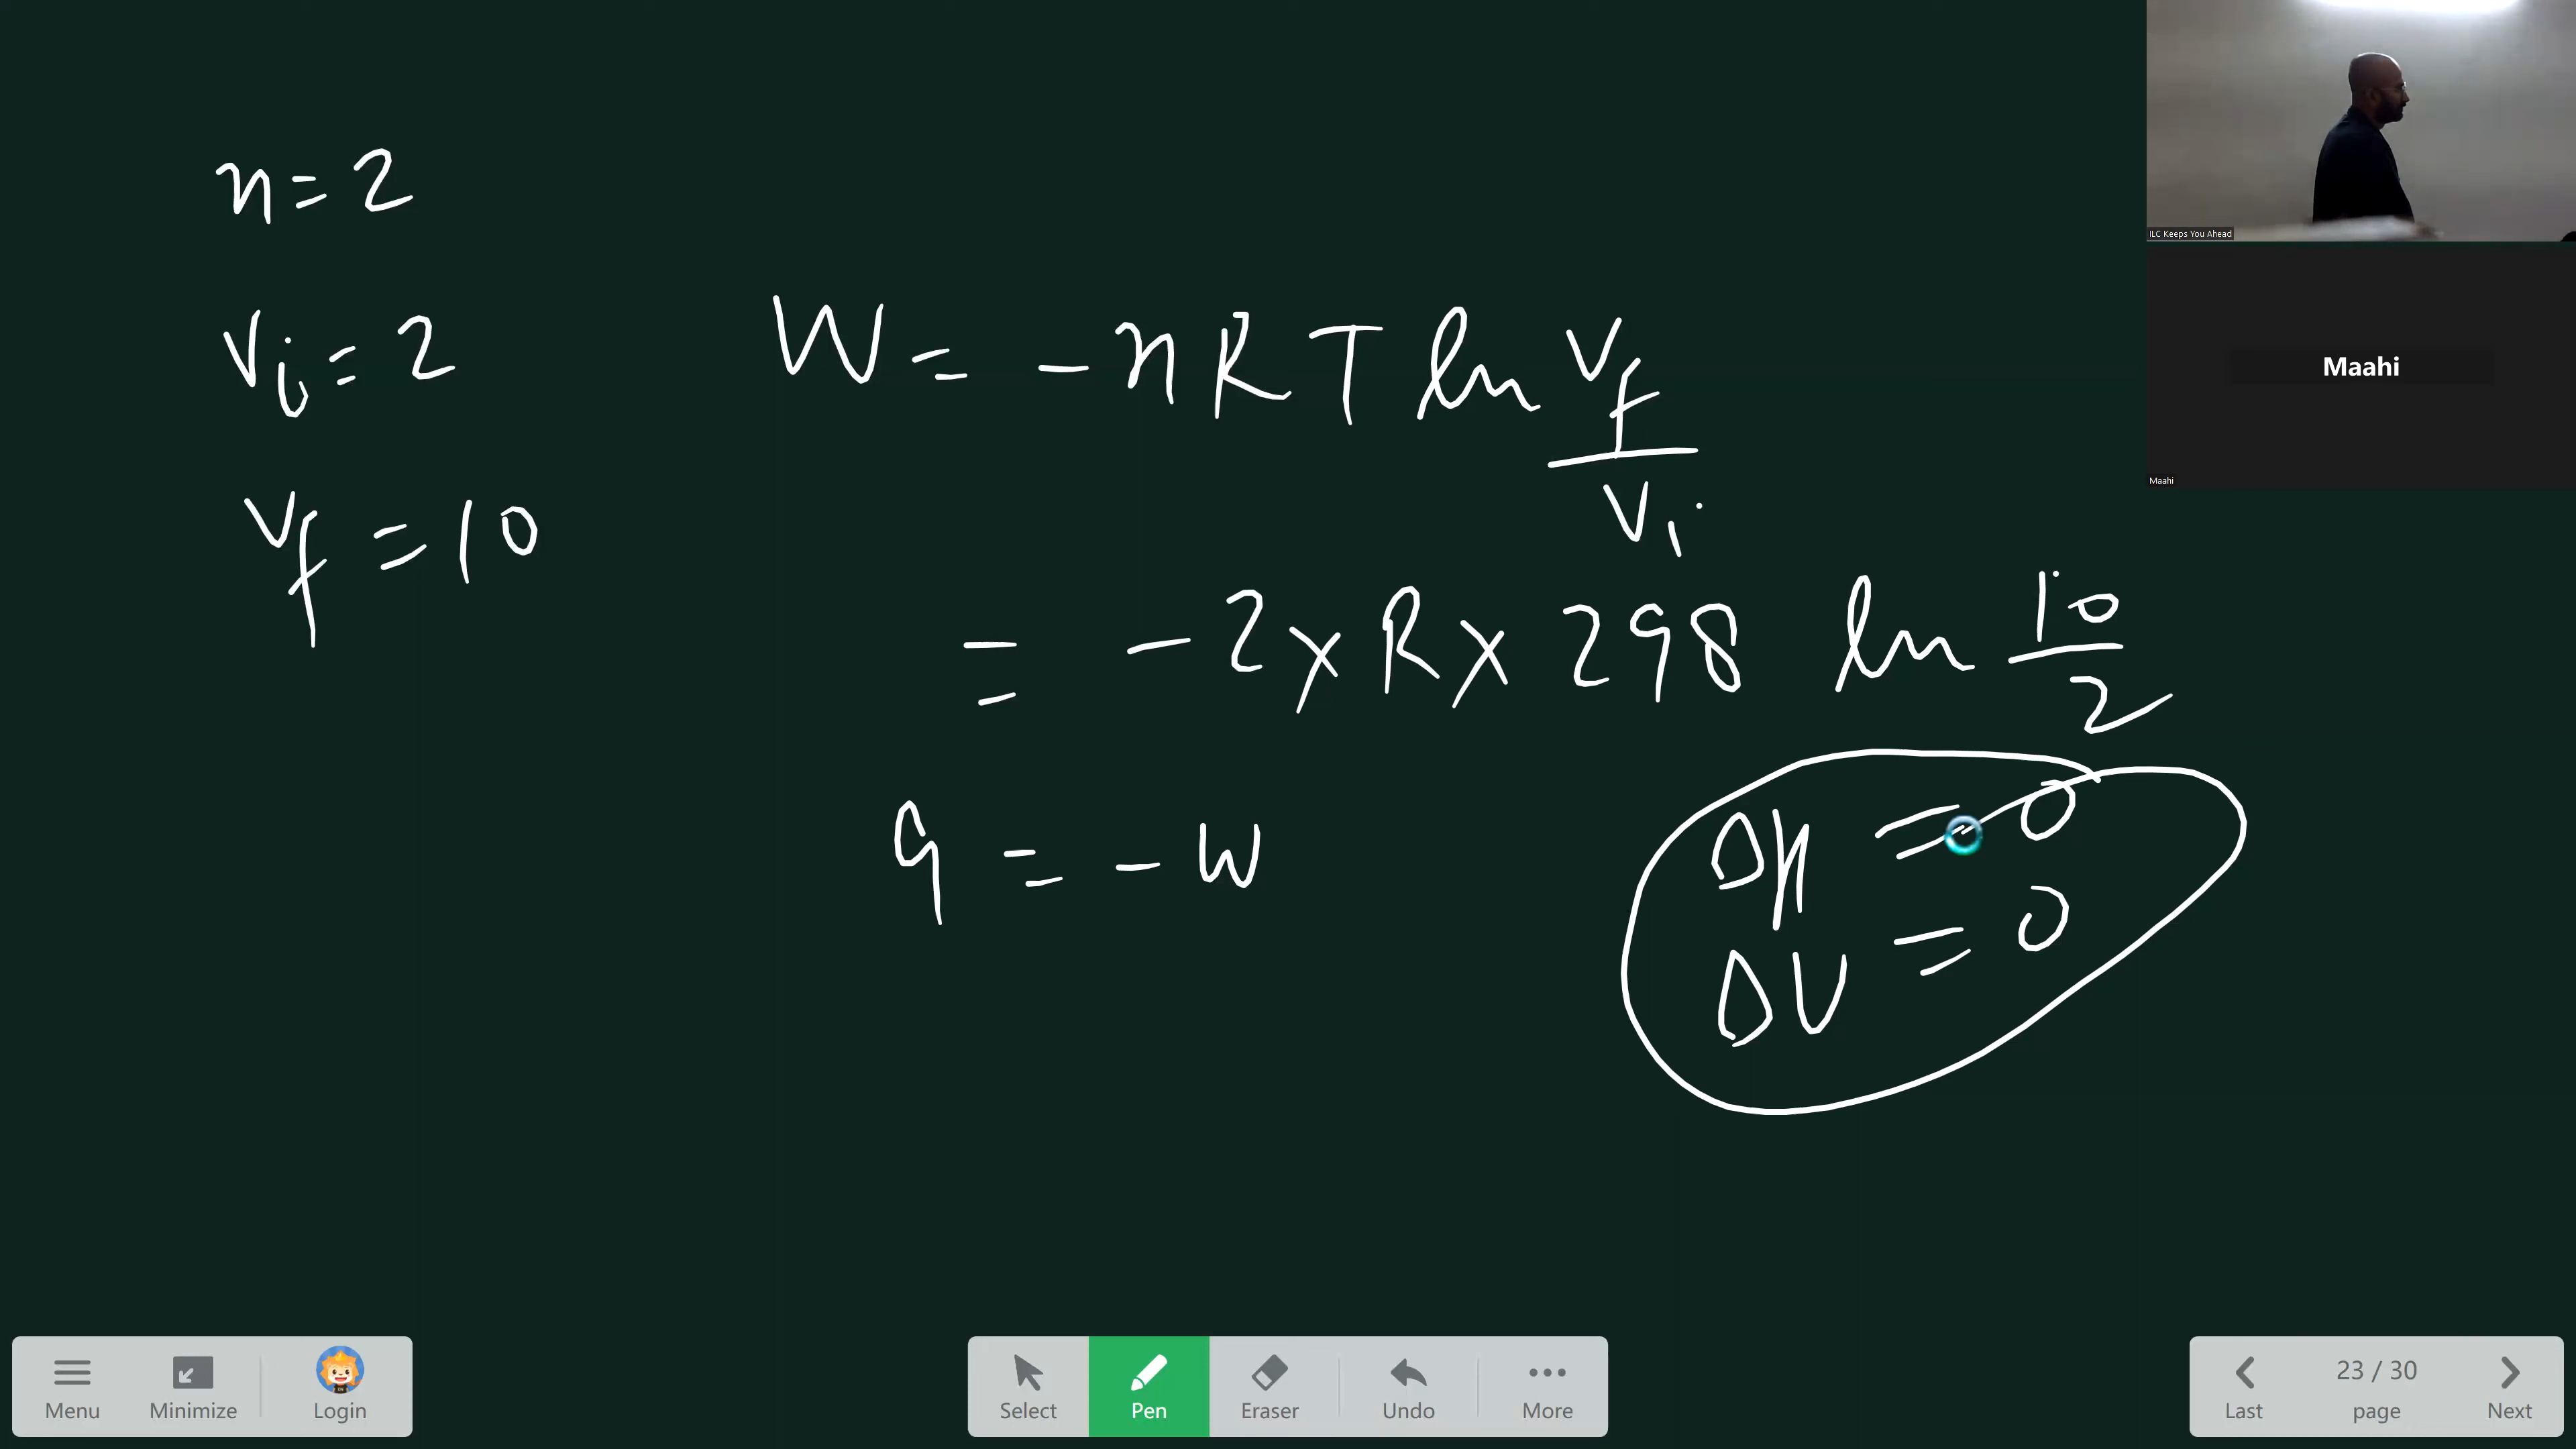 n = 2
Vi = 2
Vf = 10
W = - n R T ln Vf / Vi
= - 2 x R x 298 ln 10 / 2
q = - w
ΔH = 0
ΔU = 0
ILC Keeps You Ahead
Maahi
Maahi
Menu
Minimize
Login
Select
Pen
Eraser
Undo
More
Last
23 / 30
page
Next